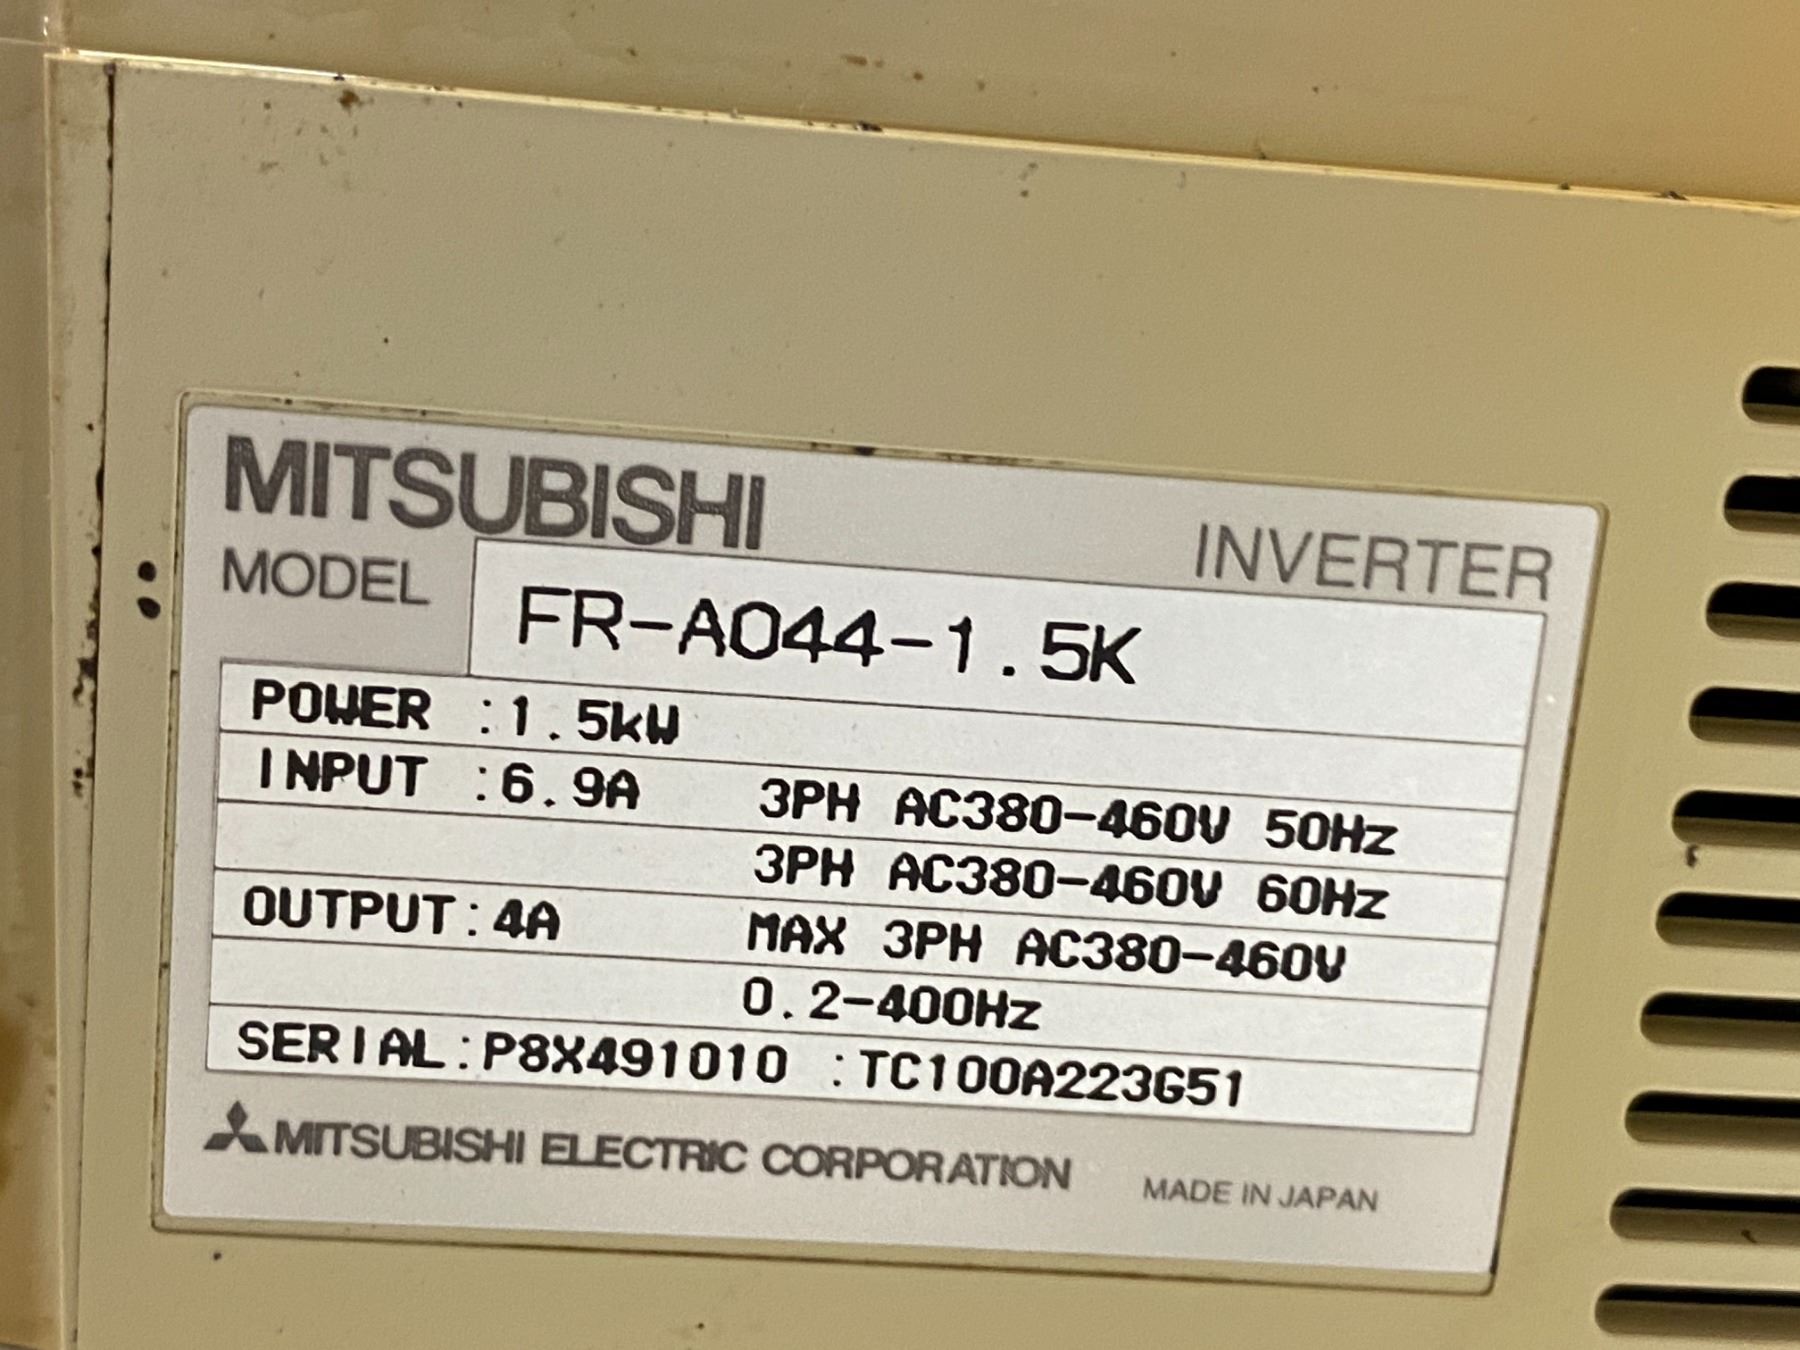 MITSUBISHI
INVERTER
MODEL FR-A044-1.5K
POWER :1.5kW
INPUT :6.9A 3PH AC380-460V 50Hz
3PH AC380-460V 60Hz
OUTPUT:4A MAX 3PH AC380-460V
0.2-400Hz
SERIAL:P8X491010 :TC100A223G51
MITSUBISHI ELECTRIC CORPORATION MADE IN JAPAN